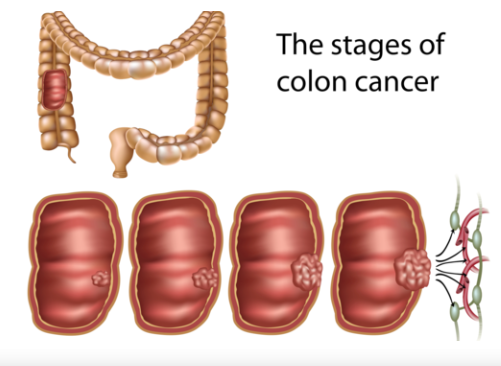 The stages of
colon cancer